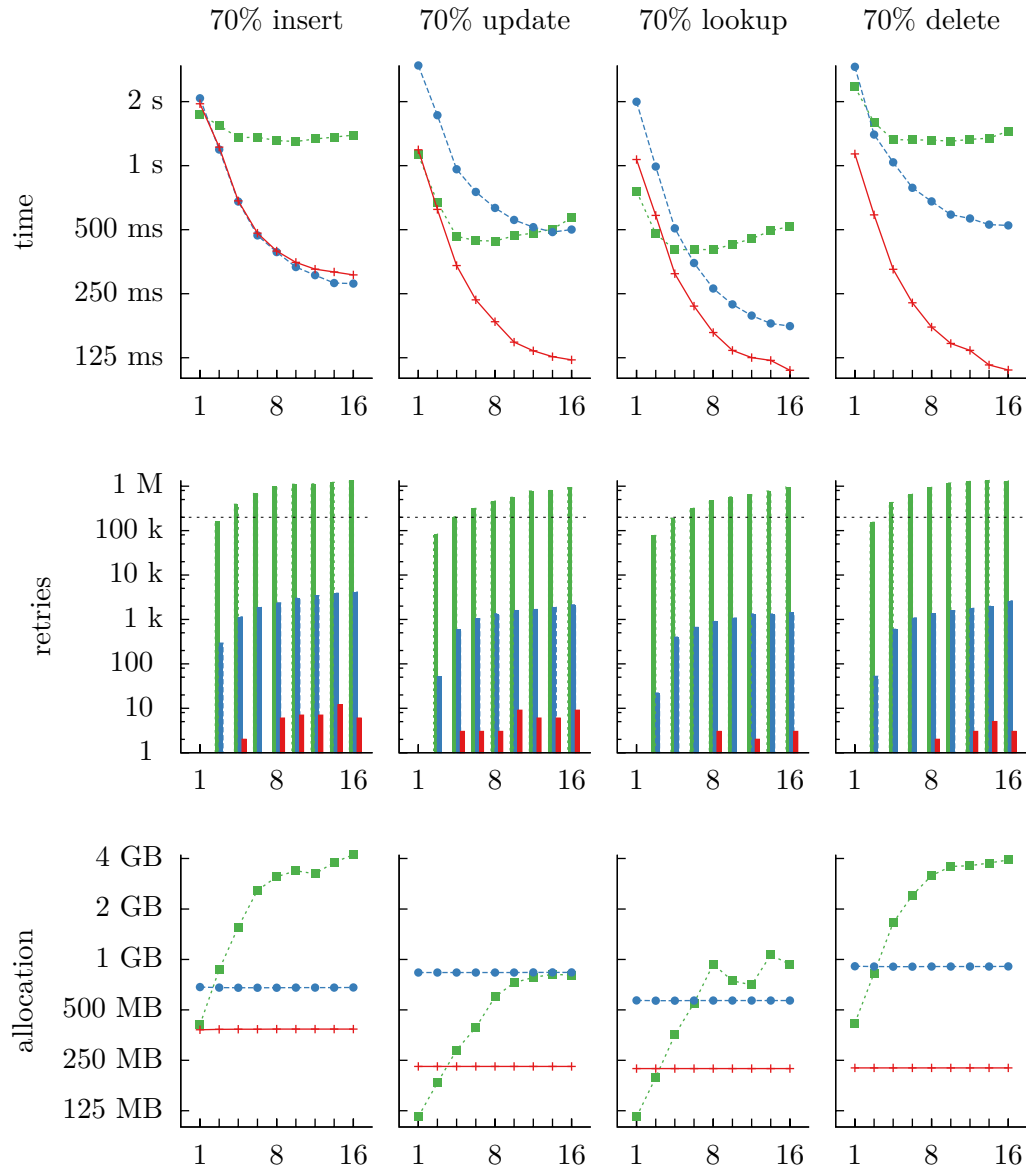 70% insert 70% update 70% lookup 70% delete
time
2 s
1 s
500 ms
250 ms
125 ms
1 8 16 1 8 16 1 8 16 1 8 16
retries
1 M
100 k
10 k
1 k
100
10
1
1 8 16 1 8 16 1 8 16 1 8 16
allocation
4 GB
2 GB
1 GB
500 MB
250 MB
125 MB
1 8 16 1 8 16 1 8 16 1 8 16